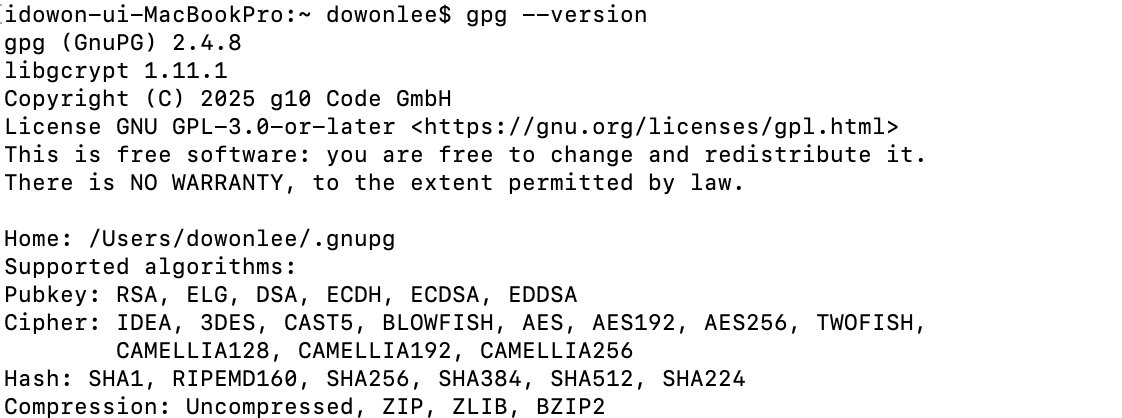 idowon-ui-MacBookPro:~ dowonlee$ gpg --version
gpg (GnuPG) 2.4.8
libgcrypt 1.11.1
Copyright (C) 2025 g10 Code GmbH
License GNU GPL-3.0-or-later <https://gnu.org/licenses/gpl.html>
This is free software: you are free to change and redistribute it.
There is NO WARRANTY, to the extent permitted by law.

Home: /Users/dowonlee/.gnupg
Supported algorithms:
Pubkey: RSA, ELG, DSA, ECDH, ECDSA, EDDSA
Cipher: IDEA, 3DES, CAST5, BLOWFISH, AES, AES192, AES256, TWOFISH,
        CAMELLIA128, CAMELLIA192, CAMELLIA256
Hash: SHA1, RIPEMD160, SHA256, SHA384, SHA512, SHA224
Compression: Uncompressed, ZIP, ZLIB, BZIP2